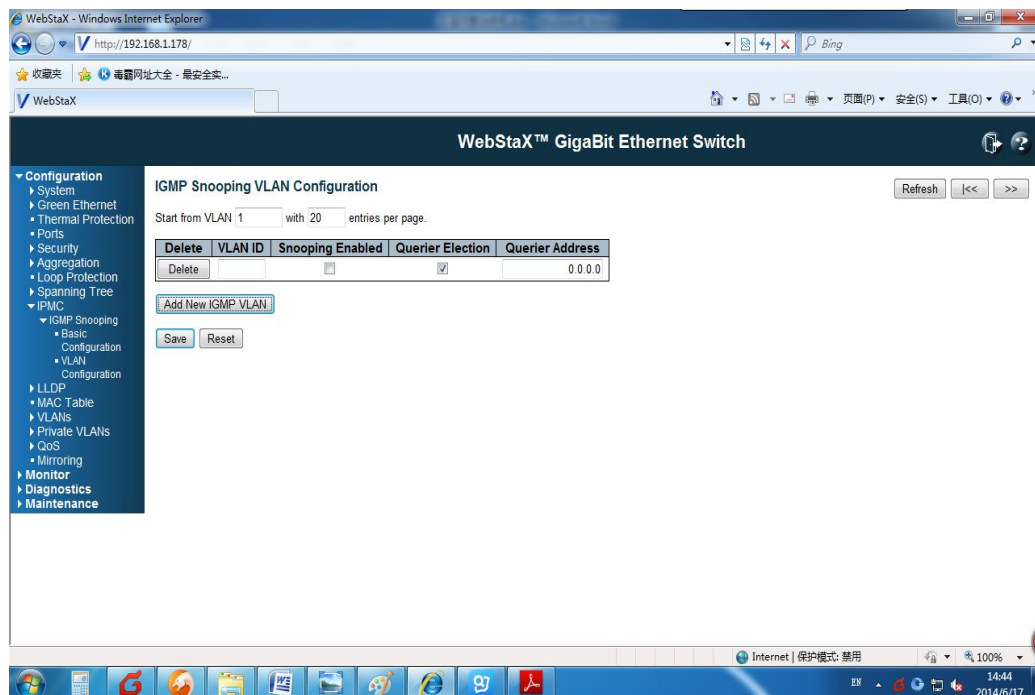 WebStaX - Windows Internet Explorer
http://192.168.1.178/
Bing
收藏夹
毒霸网址大全 - 最安全实...
WebStaX
页面(P)
安全(S)
工具(O)
WebStaX™ GigaBit Ethernet Switch
Configuration
System
Green Ethernet
Thermal Protection
Ports
Security
Aggregation
Loop Protection
Spanning Tree
IPMC
IGMP Snooping
Basic
Configuration
VLAN
Configuration
LLDP
MAC Table
VLANs
Private VLANs
QoS
Mirroring
Monitor
Diagnostics
Maintenance
IGMP Snooping VLAN Configuration
Refresh |<< >>
Start from VLAN 1 with 20 entries per page.
Delete VLAN ID Snooping Enabled Querier Election Querier Address
Delete 0.0.0.0
Add New IGMP VLAN
Save Reset
Internet | 保护模式: 禁用
100%
EN
14:44
2014/6/17